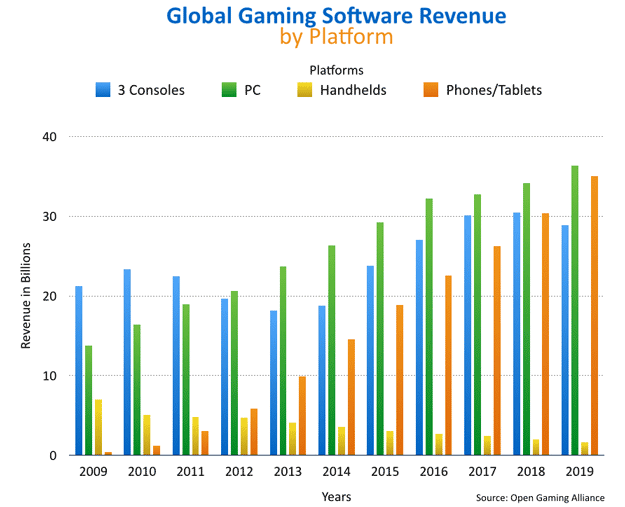 Global Gaming Software Revenue
by Platform
Platforms
3 Consoles PC Handhelds Phones/Tablets
40
30
20
10
0
Revenue in Billions
2009 2010 2011 2012 2013 2014 2015 2016 2017 2018 2019
Years
Source: Open Gaming Alliance